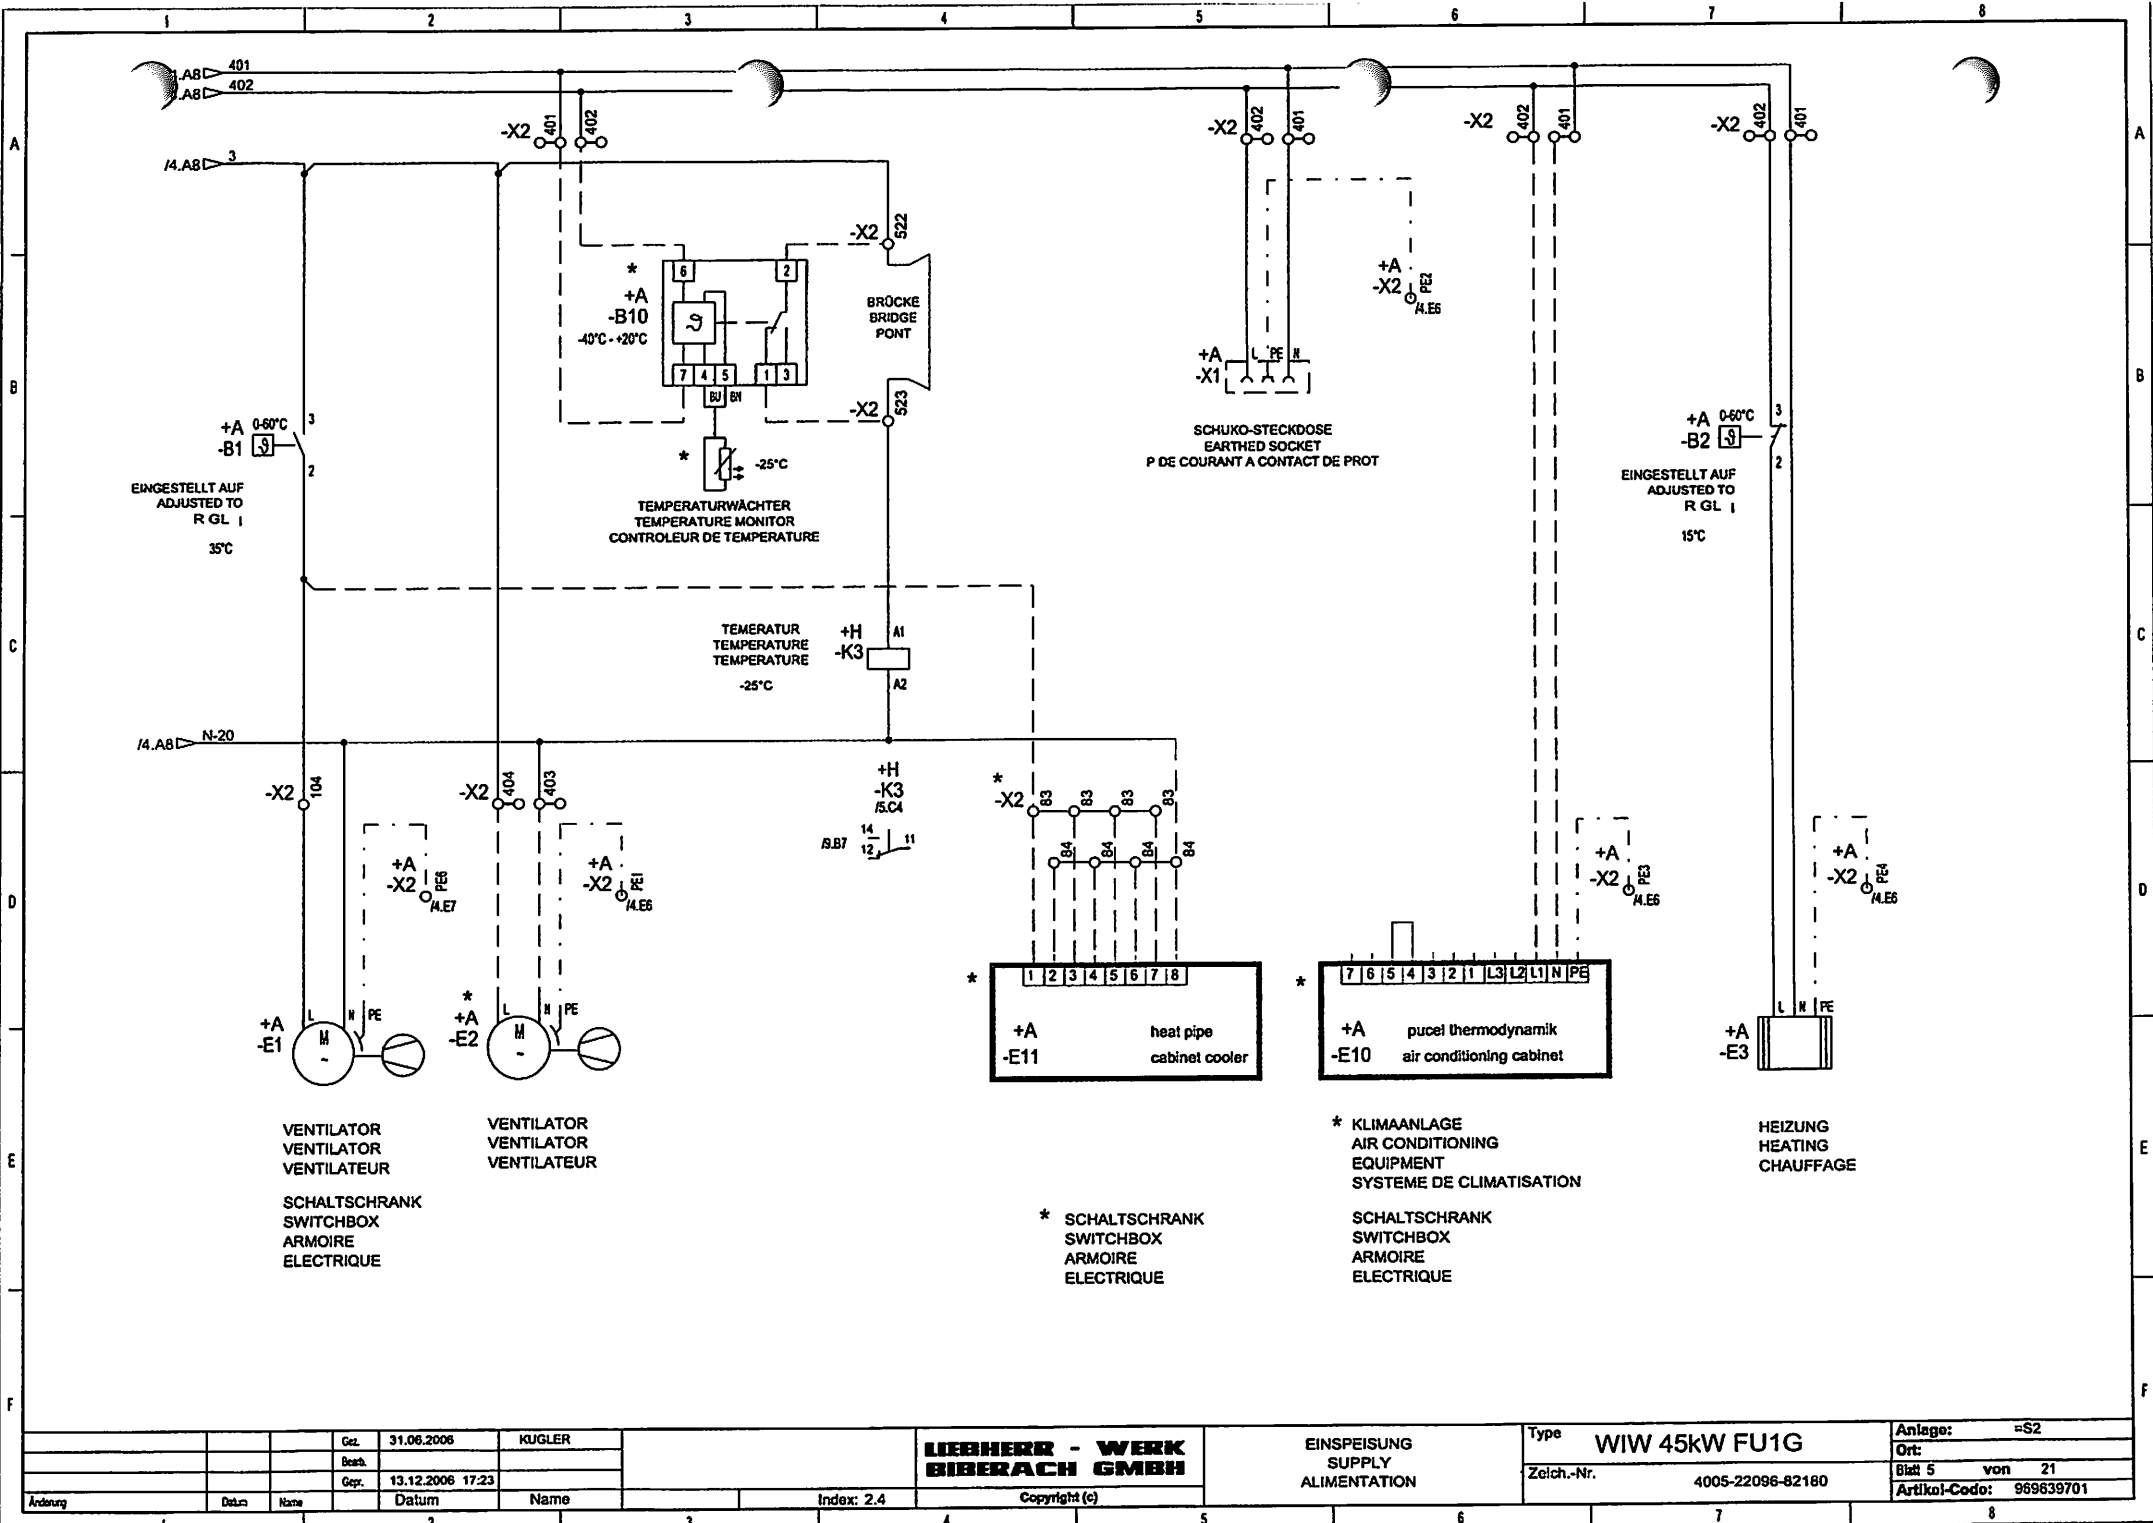 1 2 3 4 5 6 7 8
.A8 401
.A8 402
/4.A8 3
-X2 401 402
-X2 402 401
-X2 402 401
-X2 402 401
A A
-X2 522
* +A -B10 -40°C - +20°C
6 2
7 4 5 1 3
BU BN
BRÜCKE
BRIDGE
PONT
-X2 523
* -25°C
TEMPERATURWÄCHTER
TEMPERATURE MONITOR
CONTROLEUR DE TEMPERATURE
+A -X2 PE2 /4.E6
+A -X1 L PE N
SCHUKO-STECKDOSE
EARTHED SOCKET
P DE COURANT A CONTACT DE PROT
B B
+A 0-60°C
-B1
3
2
EINGESTELLT AUF
ADJUSTED TO
R GL I
35°C
+A 0-60°C
-B2
3
2
EINGESTELLT AUF
ADJUSTED TO
R GL I
15°C
C C
TEMERATUR
TEMPERATURE
TEMPERATURE
-25°C
+H -K3 A1 A2
/4.A8 N-20
-X2 104
-X2 404 403
+H
-K3
/5.C4
/9.B7 14 12 11
* -X2 83 83 83 83
84 84 84 84
D D
+A -X2 PE6 /4.E7
+A -X2 PE1 /4.E6
+A -X2 PE3 /4.E6
+A -X2 PE4 /4.E6
+A -E1 L N PE M ~
* +A -E2 L N PE M ~
* 1 2 3 4 5 6 7 8
+A heat pipe
-E11 cabinet cooler
* 7 6 5 4 3 2 1 L3 L2 L1 N PE
+A pucel thermodynamik
-E10 air conditioning cabinet
+A -E3 L N PE
VENTILATOR
VENTILATOR
VENTILATEUR
SCHALTSCHRANK
SWITCHBOX
ARMOIRE
ELECTRIQUE
VENTILATOR
VENTILATOR
VENTILATEUR
* SCHALTSCHRANK
SWITCHBOX
ARMOIRE
ELECTRIQUE
* KLIMAANLAGE
AIR CONDITIONING
EQUIPMENT
SYSTEME DE CLIMATISATION
SCHALTSCHRANK
SWITCHBOX
ARMOIRE
ELECTRIQUE
HEIZUNG
HEATING
CHAUFFAGE
E E
F F
Gez. 31.06.2006 KUGLER
Bearb.
Gepr. 13.12.2006 17:23
Änderung Datum Name Datum Name Index: 2.4
LIEBHERR - WERK
BIBERACH GMBH
Copyright (c)
EINSPEISUNG
SUPPLY
ALIMENTATION
Type WIW 45kW FU1G
Zeich.-Nr. 4005-22096-82180
Anlage: =S2
Ort:
Blatt 5 von 21
Artikel-Code: 969639701
2 3 4 5 6 7 8